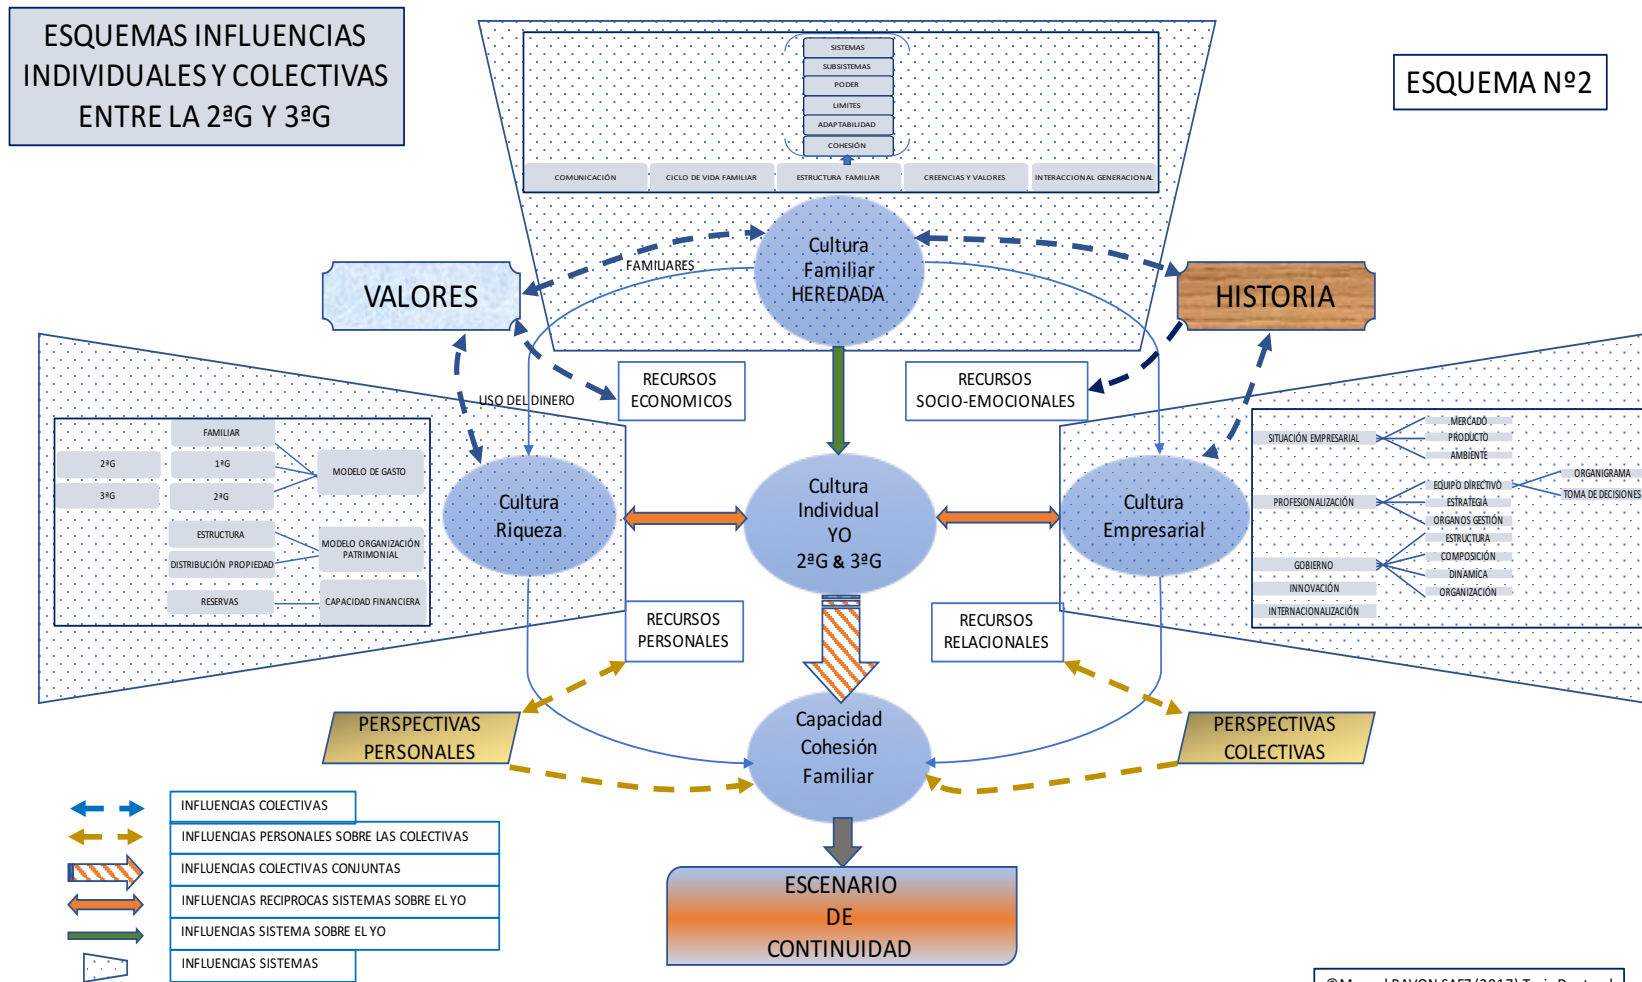 ESQUEMAS INFLUENCIAS
INDIVIDUALES Y COLECTIVAS
ENTRE LA 2ªG Y 3ªG
ESQUEMA Nº2
SISTEMAS
SUBSISTEMAS
PODER
LIMITES
ADAPTABILIDAD
COHESIÓN
COMUNICACIÓN
CICLO DE VIDA FAMILIAR
ESTRUCTURA FAMILIAR
CREENCIAS Y VALORES
INTERACCIONAL GENERACIONAL
Cultura
Familiar
HEREDADA
FAMILIARES
VALORES
HISTORIA
RECURSOS
ECONOMICOS
RECURSOS
SOCIO-EMOCIONALES
USO DEL DINERO
FAMILIAR
2ªG
1ªG
MODELO DE GASTO
3ªG
2ªG
ESTRUCTURA
MODELO ORGANIZACIÓN
PATRIMONIAL
DISTRIBUCIÓN PROPIEDAD
RESERVAS
CAPACIDAD FINANCIERA
Cultura
Riqueza
Cultura
Individual
YO
2ªG & 3ªG
Cultura
Empresarial
SITUACIÓN EMPRESARIAL
MERCADO
PRODUCTO
AMBIENTE
PROFESIONALIZACIÓN
EQUIPO DIRECTIVO
ESTRATEGIA
ORGANOS GESTIÓN
ORGANIGRAMA
TOMA DE DECISIONES
GOBIERNO
ESTRUCTURA
COMPOSICIÓN
DINAMICA
ORGANIZACIÓN
INNOVACIÓN
INTERNACIONALIZACIÓN
RECURSOS
PERSONALES
RECURSOS
RELACIONALES
PERSPECTIVAS
PERSONALES
Capacidad
Cohesión
Familiar
PERSPECTIVAS
COLECTIVAS
INFLUENCIAS COLECTIVAS
INFLUENCIAS PERSONALES SOBRE LAS COLECTIVAS
INFLUENCIAS COLECTIVAS CONJUNTAS
INFLUENCIAS RECIPROCAS SISTEMAS SOBRE EL YO
INFLUENCIAS SISTEMA SOBRE EL YO
INFLUENCIAS SISTEMAS
ESCENARIO
DE
CONTINUIDAD
(2017)